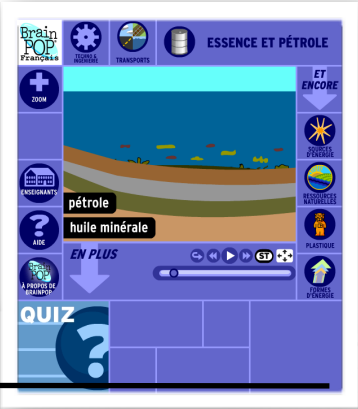 Brain
POP
Français
TECHNO &
INGÉNIERIE
TRANSPORTS
ESSENCE ET PÉTROLE
ZOOM
ET
ENCORE
SOURCES
D'ÉNERGIE
ENSEIGNANTS
RESSOURCES
NATURELLES
pétrole
huile minérale
AIDE
PLASTIQUE
EN PLUS
ST
Brain
POP
À PROPOS DE
BRAINPOP
FORMES
D'ÉNERGIE
QUIZ
?